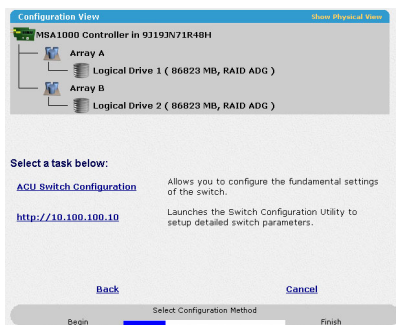 Configuration View Show Physical View
MSA1000 Controller in 9J19JN71R48H
Array A
Logical Drive 1 ( 86823 MB, RAID ADG )
Array B
Logical Drive 2 ( 86823 MB, RAID ADG )
Select a task below:
ACU Switch Configuration Allows you to configure the fundamental settings
of the switch.
http://10.100.100.10 Launches the Switch Configuration Utility to
setup detailed switch parameters.
Back Cancel
Select Configuration Method
Begin Finish